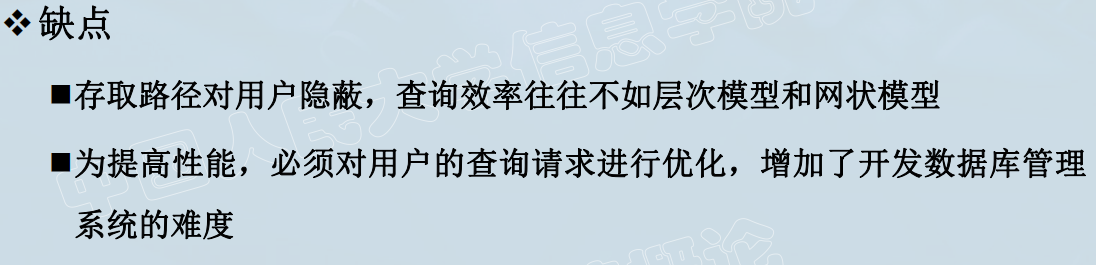 ❖缺点
■存取路径对用户隐蔽，查询效率往往不如层次模型和网状模型
■为提高性能，必须对用户的查询请求进行优化，增加了开发数据库管理
系统的难度
中国人民大学信息学院
概论